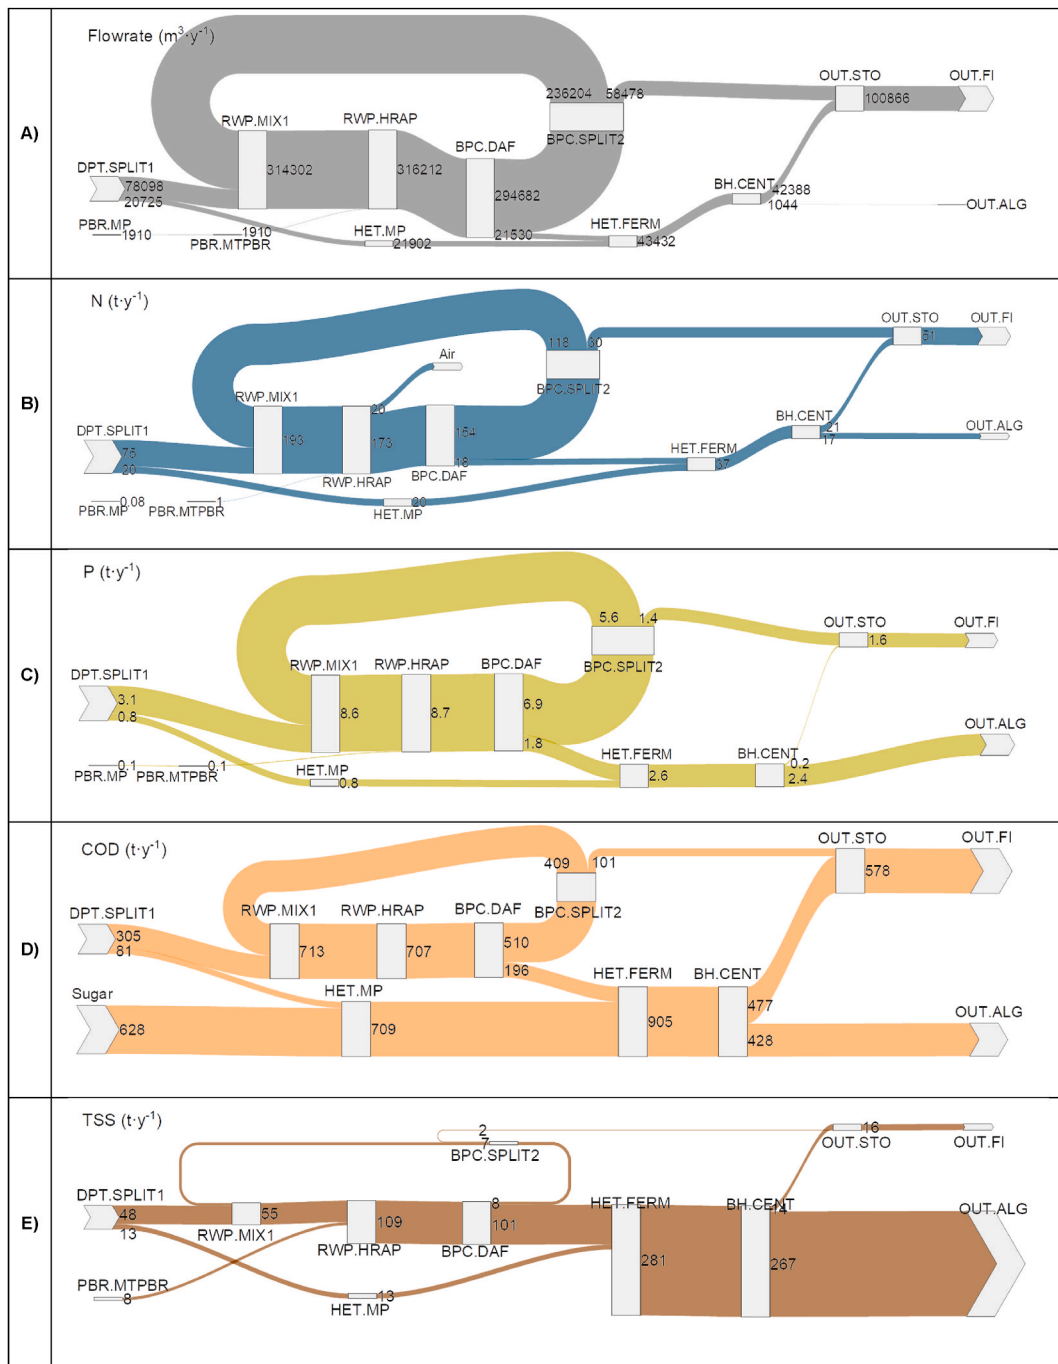 A)
Flowrate (m³·y⁻¹)
236204 58478
OUT.STO
OUT.FI
100866
RWP.MIX1
RWP.HRAP
BPC.DAF
BPC.SPLIT2
DPT.SPLIT1
314302
316212
294682
78098
20725
BH.CENT
42388
1044
OUT.ALG
PBR.MP
1910
1910
PBR.MTPBR
HET.MP
21902
21530
HET.FERM
43432
B)
N (t·y⁻¹)
118 30
OUT.STO
OUT.FI
51
Air
BPC.SPLIT2
RWP.MIX1
20
DPT.SPLIT1
75
20
193
173
164
18
RWP.HRAP
BPC.DAF
BH.CENT
21
17
OUT.ALG
HET.FERM
37
0.08
PBR.MP
1
PBR.MTPBR
20
HET.MP
C)
P (t·y⁻¹)
5.6 1.4
OUT.STO
OUT.FI
1.6
BPC.SPLIT2
DPT.SPLIT1
RWP.MIX1
RWP.HRAP
BPC.DAF
3.1
0.8
8.6
8.7
6.9
1.8
OUT.ALG
0.1
PBR.MP
0.1
PBR.MTPBR
HET.MP
0.8
HET.FERM
2.6
BH.CENT
0.2
2.4
D)
COD (t·y⁻¹)
409 101
OUT.STO
OUT.FI
578
BPC.SPLIT2
DPT.SPLIT1
RWP.MIX1
RWP.HRAP
BPC.DAF
305
81
713
707
510
196
Sugar
628
HET.MP
709
HET.FERM
905
BH.CENT
477
428
OUT.ALG
E)
TSS (t·y⁻¹)
2
7
BPC.SPLIT2
16
OUT.STO
OUT.FI
DPT.SPLIT1
48
13
55
RWP.MIX1
109
RWP.HRAP
8
101
BPC.DAF
HET.FERM
281
BH.CENT
14
267
OUT.ALG
PBR.MTPBR
8
13
HET.MP